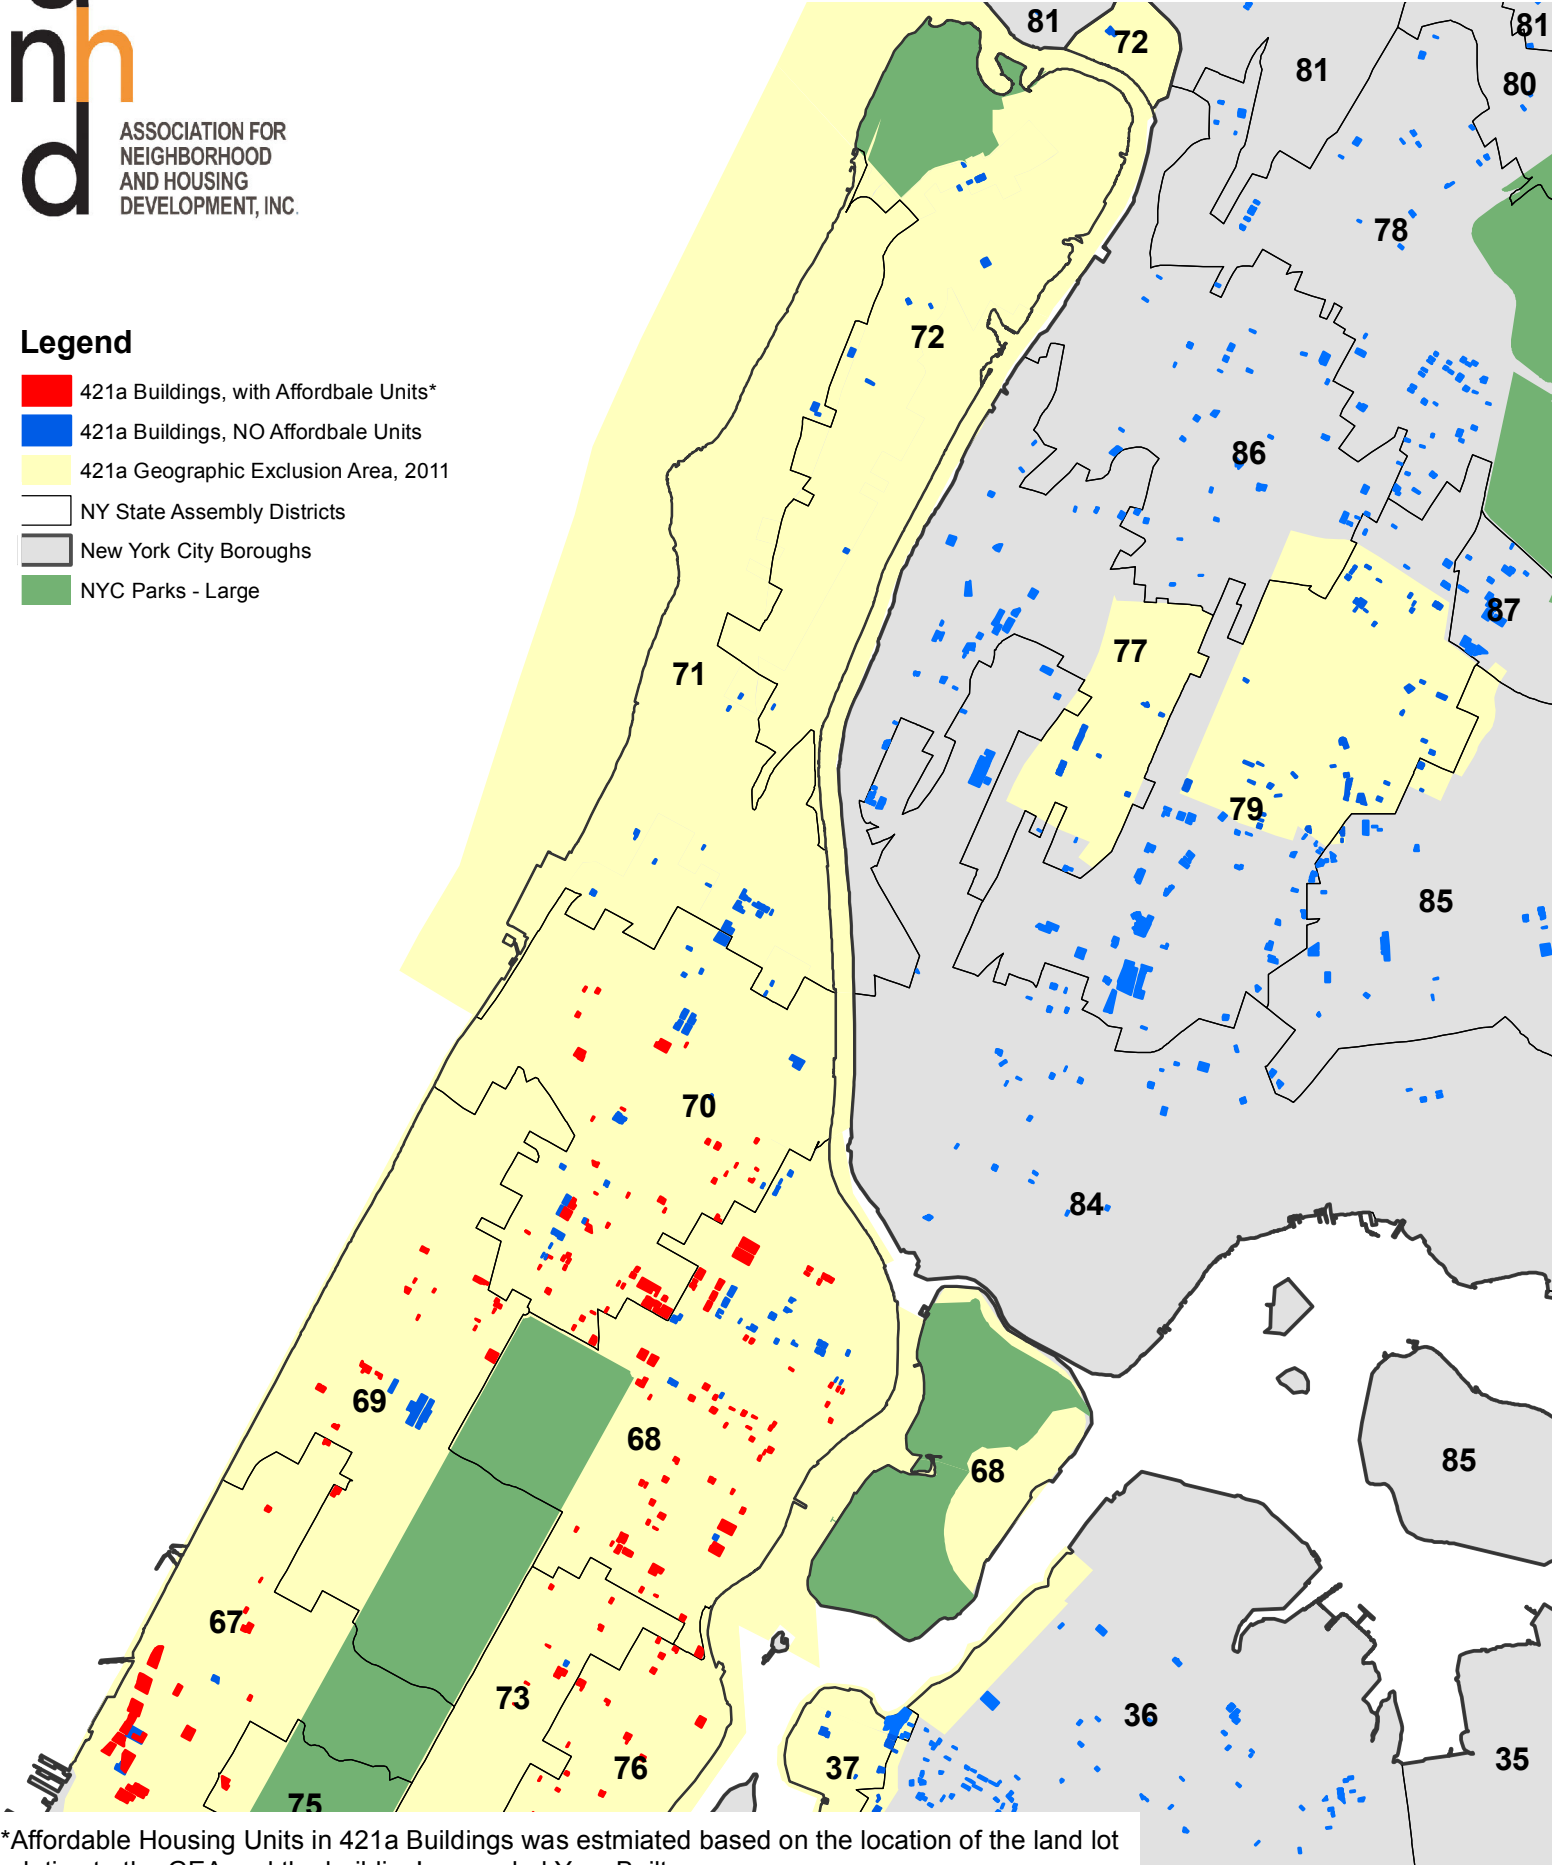 nh
d
ASSOCIATION FOR
NEIGHBORHOOD
AND HOUSING
DEVELOPMENT, INC.
Legend
421a Buildings, with Affordbale Units*
421a Buildings, NO Affordbale Units
421a Geographic Exclusion Area, 2011
NY State Assembly Districts
New York City Boroughs
NYC Parks - Large
81
72
81
81
80
78
72
86
87
77
71
79
85
70
84
69
68
68
85
67
73
36
76
37
35
75
*Affordable Housing Units in 421a Buildings was estmiated based on the location of the land lot